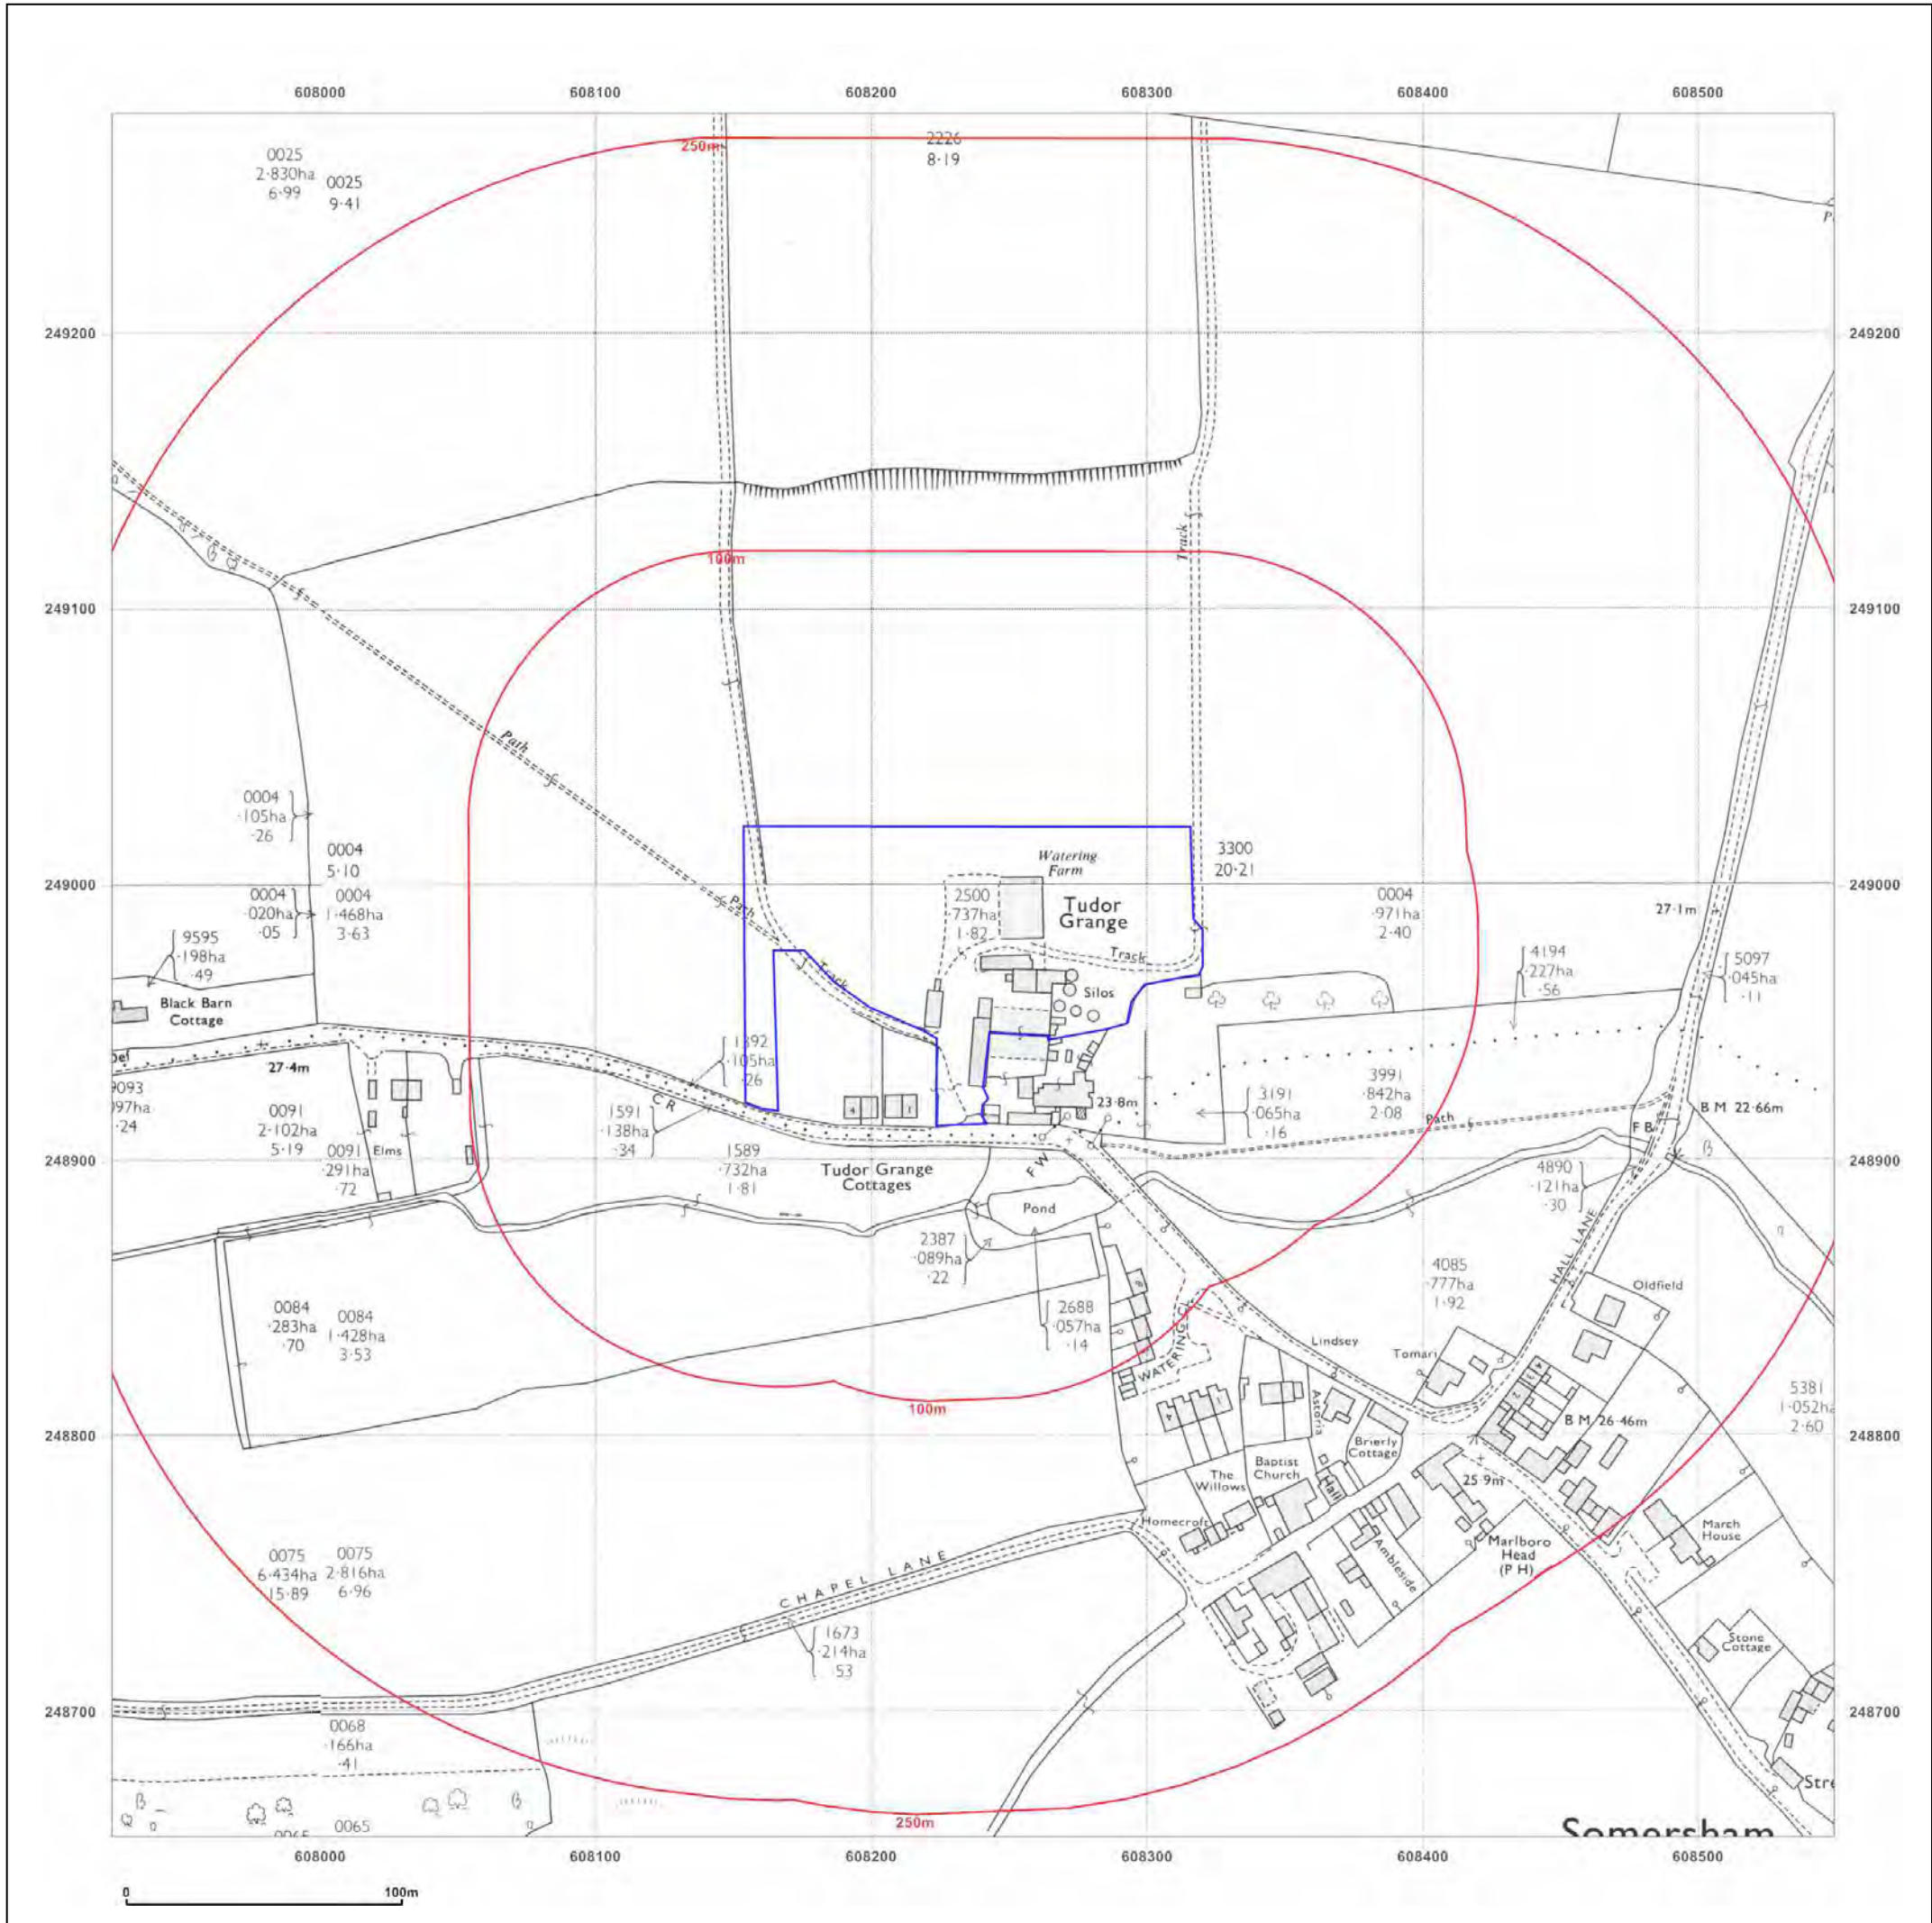 608000 608100 608200 608300 608400 608500
250m
2226
8·19
0025
2·830ha
6·99
0025
9·41
249200 249200
100m
Track
249100 249100
Path
0004
·105ha
·26
0004
5·10
0004
·020ha
·05
0004
1·468ha
3·63
Watering
Farm
3300
20·21
249000 249000
2500
·737ha
1·82
Tudor
Grange
0004
·971ha
2·40
27·1m
Path
Track
Track
9595
·198ha
·49
4194
·227ha
·56
5097
·045ha
·11
Black Barn
Cottage
Silos
27·4m
1392
·105ha
·26
·24
0091
2·102ha
5·19
0091
·291ha
·72
Elms
CR
1591
·138ha
·34
4
1
23·8m
3191
·065ha
·16
3991
·842ha
2·08
Path
B M 22·66m
F B
248900 248900
1589
·732ha
1·81
Tudor Grange
Cottages
F W
Pond
4890
·121ha
·30
2387
·089ha
·22
HALL LANE
4085
·777ha
1·92
Oldfield
0084
·283ha
·70
0084
1·428ha
3·53
2688
·057ha
·14
8
WATERINGS
Lindsey
Tomari
4
3
2
5381
1·052ha
2·60
100m
4
1
Astoria
B M 26·46m
248800 248800
Brierly
Cottage
The
Willows
Baptist
Church
Hall
25·9m
Homecroft
Ambleside
Marlboro
Head
(P H)
March
House
0075
6·434ha
15·89
0075
2·816ha
6·96
CHAPEL LANE
1673
·214ha
53
Stone
Cottage
248700 248700
0068
·166ha
·41
0065
250m
Somersham
608000 608100 608200 608300 608400 608500
0 100m